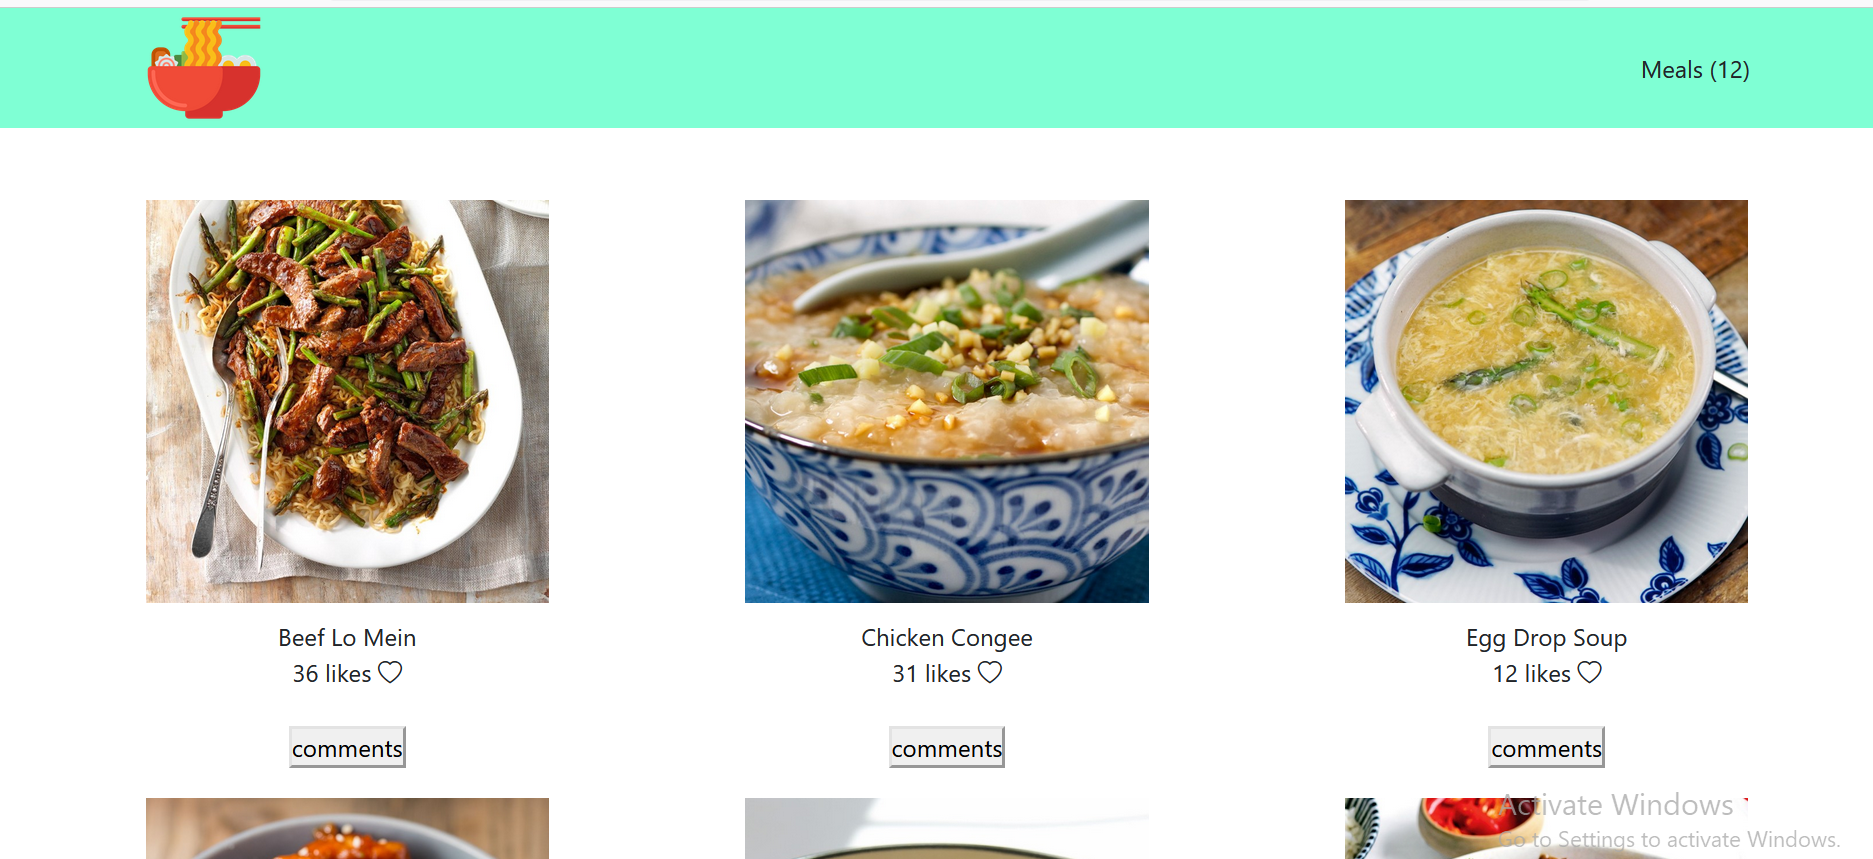 Meals (12)
Beef Lo Mein
36 likes
comments
Chicken Congee
31 likes
comments
Egg Drop Soup
12 likes
comments
Activate Windows
Go to Settings to activate Windows.